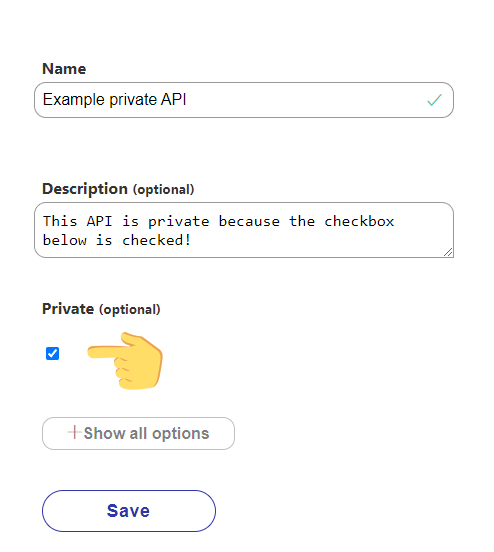 Name
Example private API
Description (optional)
This API is private because the checkbox
below is checked!
Private (optional)
+Show all options
Save